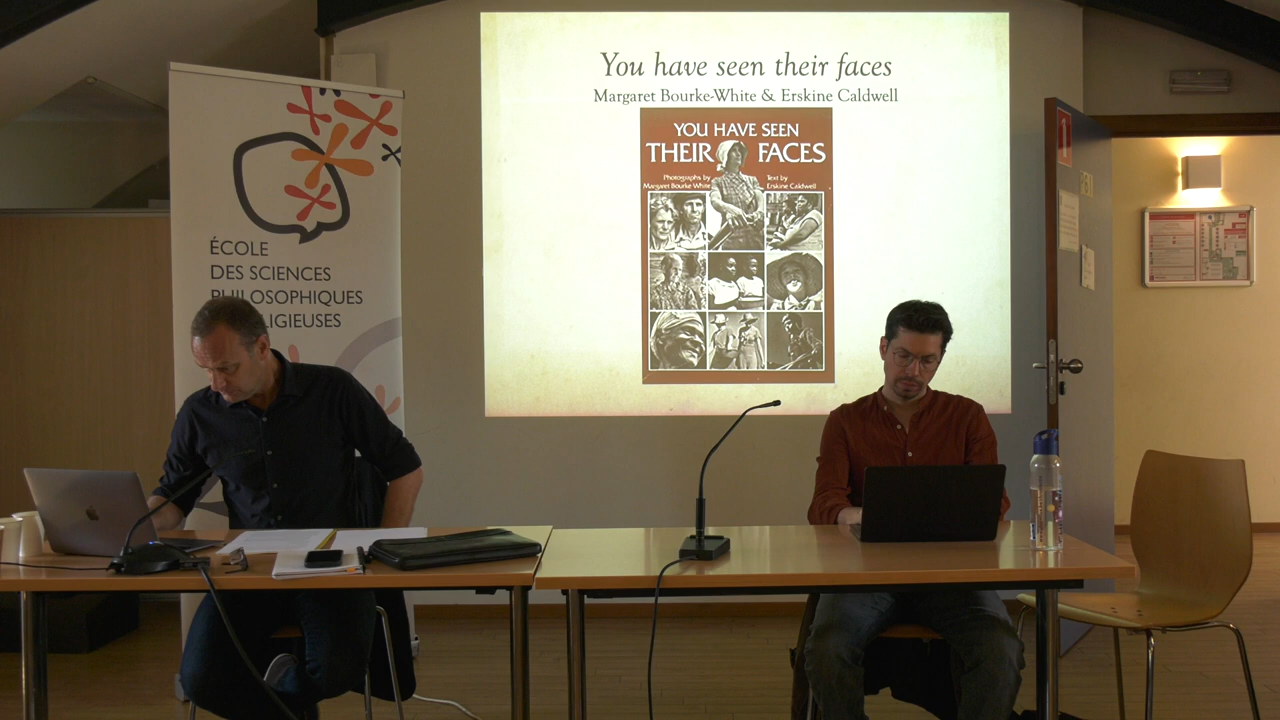 You have seen their faces
Margaret Bourke-White & Erskine Caldwell
YOU HAVE SEEN
THEIR FACES
Photographs by
Margaret Bourke White
Text by
Erskine Caldwell
ÉCOLE
DES SCIENCES
PHILOSOPHIQUES
LIGIEUSES
1